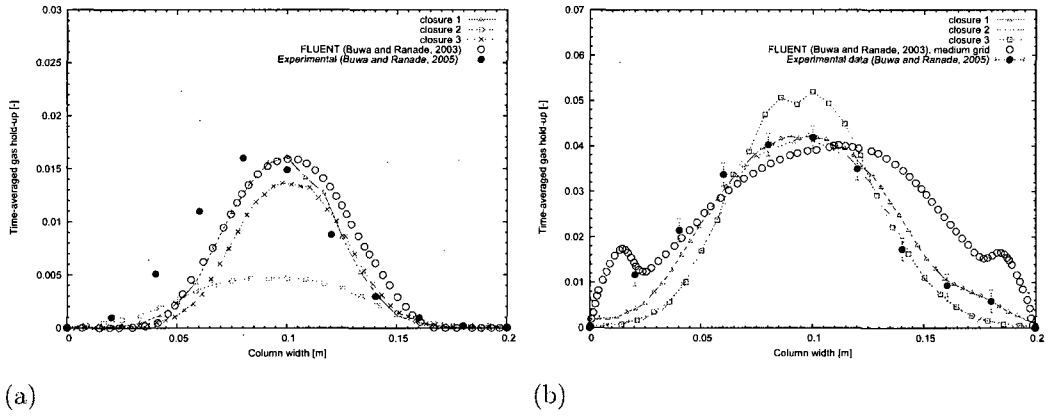 0.03
0.025
0.02
0.015
0.01
0.005
0
Time-averaged gas hold-up [-]
closure 1
closure 2
closure 3
FLUENT (Buwa and Ranade, 2003)
Experimental (Buwa and Ranade, 2005)
0 0.05 0.1 0.15 0.2
Column width [m]
(a)
0.07
0.06
0.05
0.04
0.03
0.02
0.01
0
Time-averaged gas hold-up [-]
closure 1
closure 2
closure 3
FLUENT (Buwa and Ranade, 2003), medium grid
Experimental data (Buwa and Ranade, 2005)
0 0.05 0.1 0.15 0.2
Column width [m]
(b)